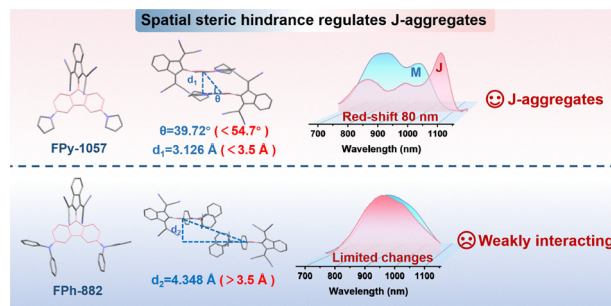 Spatial steric hindrance regulates J-aggregates
FPy-1057
d₁
θ
θ=39.72° (<54.7°)
d₁=3.126 Å (<3.5 Å)
M
J
Red-shift 80 nm
700 800 900 1000 1100
Wavelength (nm)
J-aggregates
FPh-882
d₂
d₂=4.348 Å (>3.5 Å)
Limited changes
700 800 900 1000 1100
Wavelength (nm)
Weakly interacting